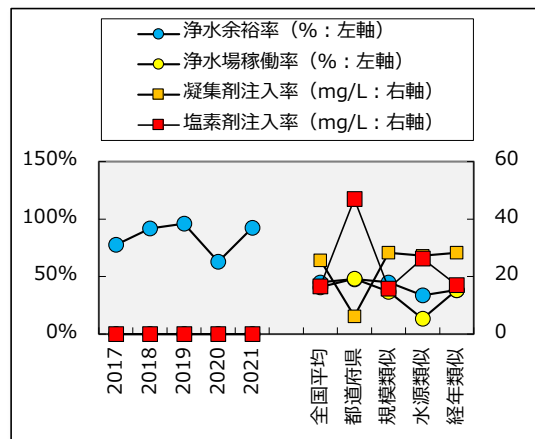 浄水余裕率（%：左軸）
浄水場稼働率（%：左軸）
凝集剤注入率（mg/L：右軸）
塩素剤注入率（mg/L：右軸）
150%
100%
50%
0%
60
40
20
0
2017
2018
2019
2020
2021
全国平均
都道府県
規模類似
水源類似
経年類似